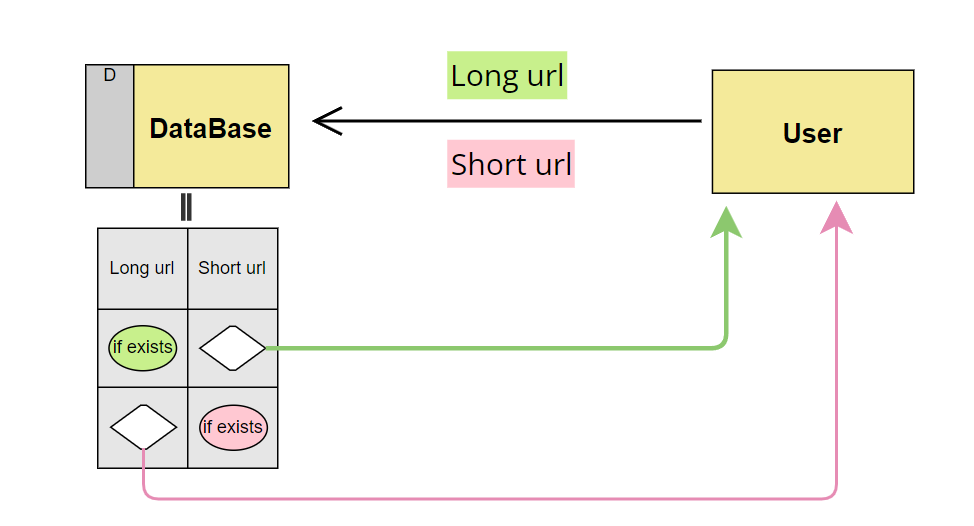 Long url
D
DataBase
User
Short url
Long url
Short url
if exists
if exists